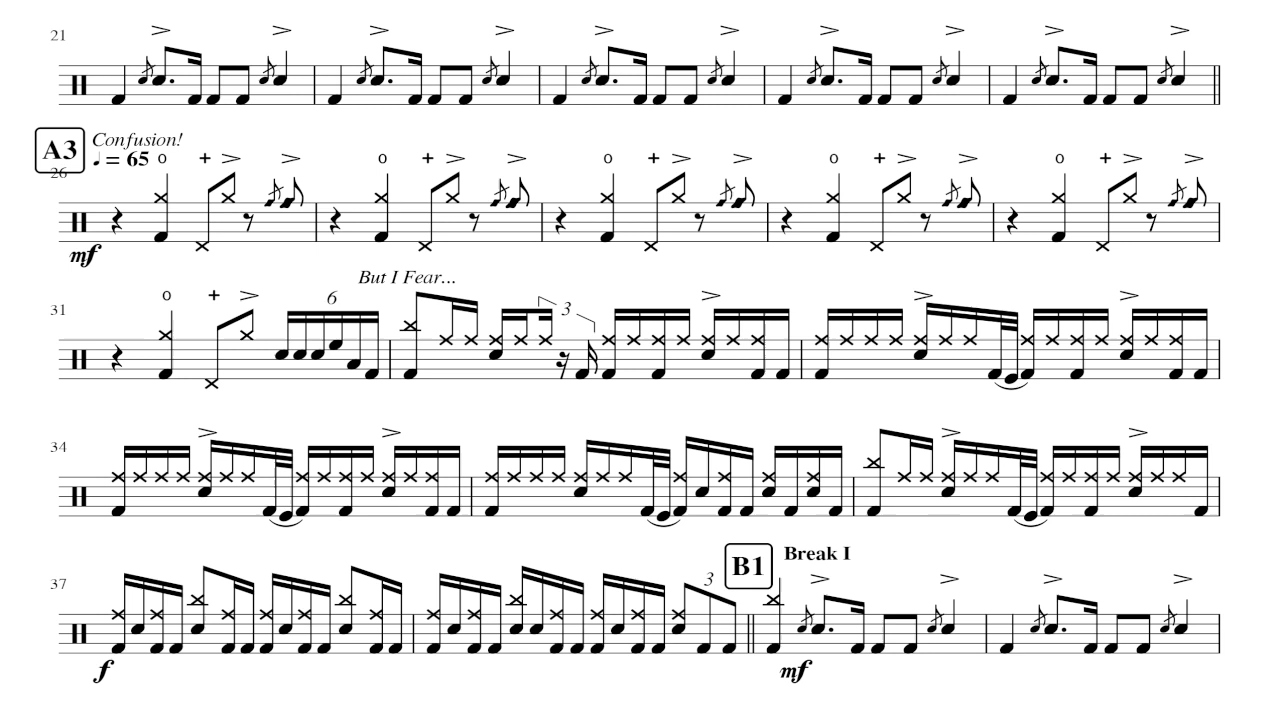 21
A3 Confusion!
♩ = 65
26
mf
But I Fear...
31
6
3
34
B1 Break I
37
3
f
mf